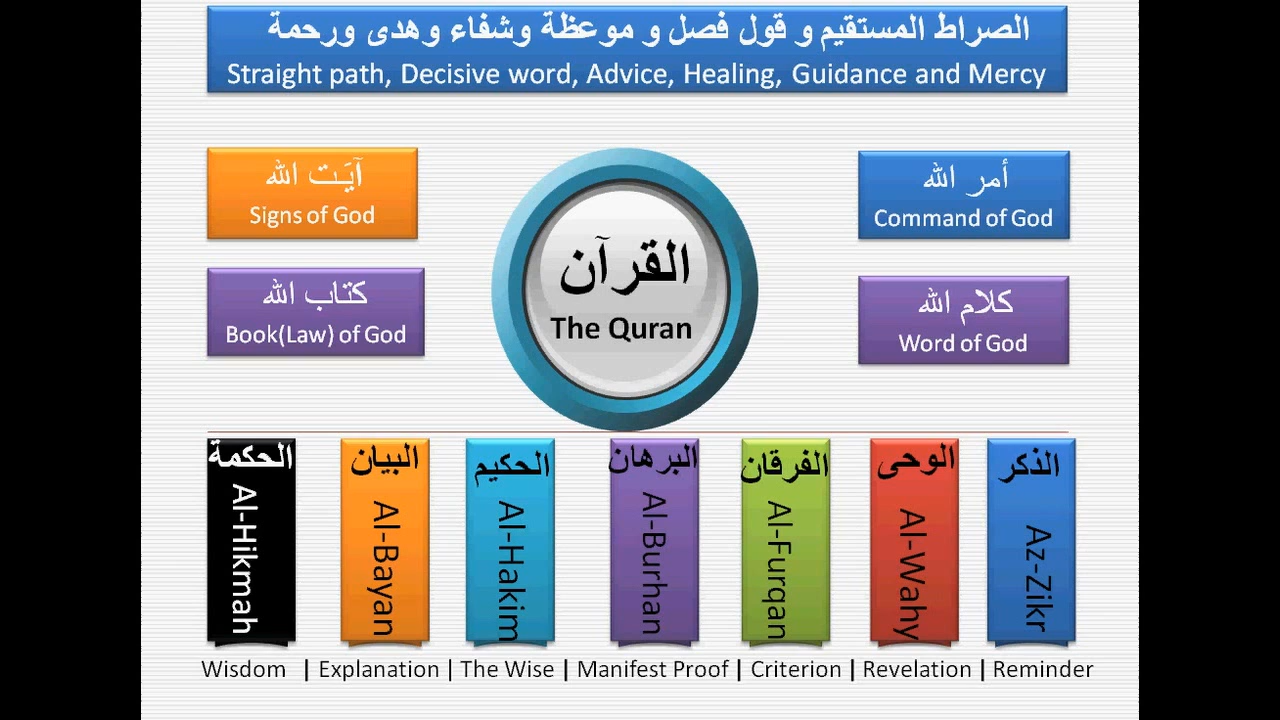 الصراط المستقيم و قول فصل و موعظة وشفاء وهدى ورحمة
Straight path, Decisive word, Advice, Healing, Guidance and Mercy
آيَـت الله
Signs of God
أمر الله
Command of God
القرآن
The Quran
كتاب الله
Book(Law) of God
كلام الله
Word of God
الحكمة
Al-Hikmah
البيان
Al-Bayan
الحكيم
Al-Hakim
البرهان
Al-Burhan
الفرقان
Al-Furqan
الوحى
Al-Wahy
الذكر
Az-Zikr
Wisdom | Explanation | The Wise | Manifest Proof | Criterion | Revelation | Reminder